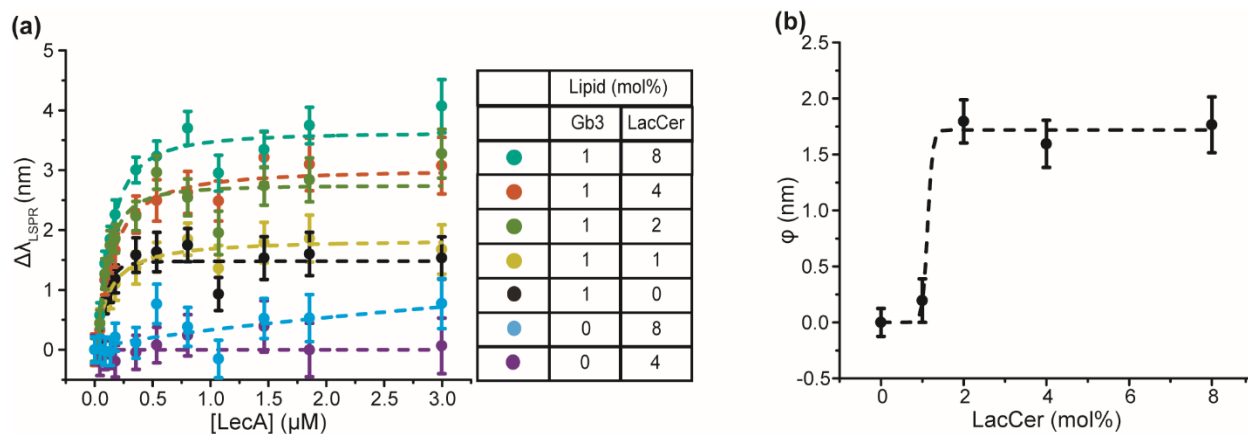 (a)
5
4
3
2
1
0
ΔλLSPR (nm)
0.0 0.5 1.0 1.5 2.0 2.5 3.0
[LecA] (µM)
Lipid (mol%)
Gb3 LacCer
1 8
1 4
1 2
1 1
1 0
0 8
0 4
(b)
2.0
1.5
1.0
0.5
0.0
-0.5
φ (nm)
0 2 4 6 8
LacCer (mol%)